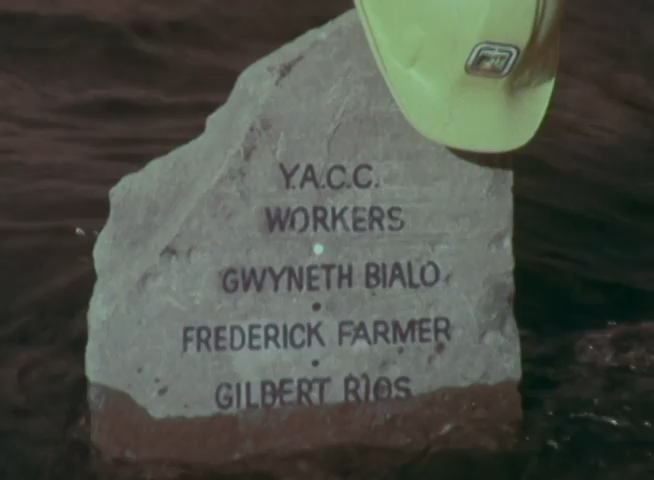 Y.A.C.C.
WORKERS
GWYNETH BIALO
FREDERICK FARMER
GILBERT RIOS